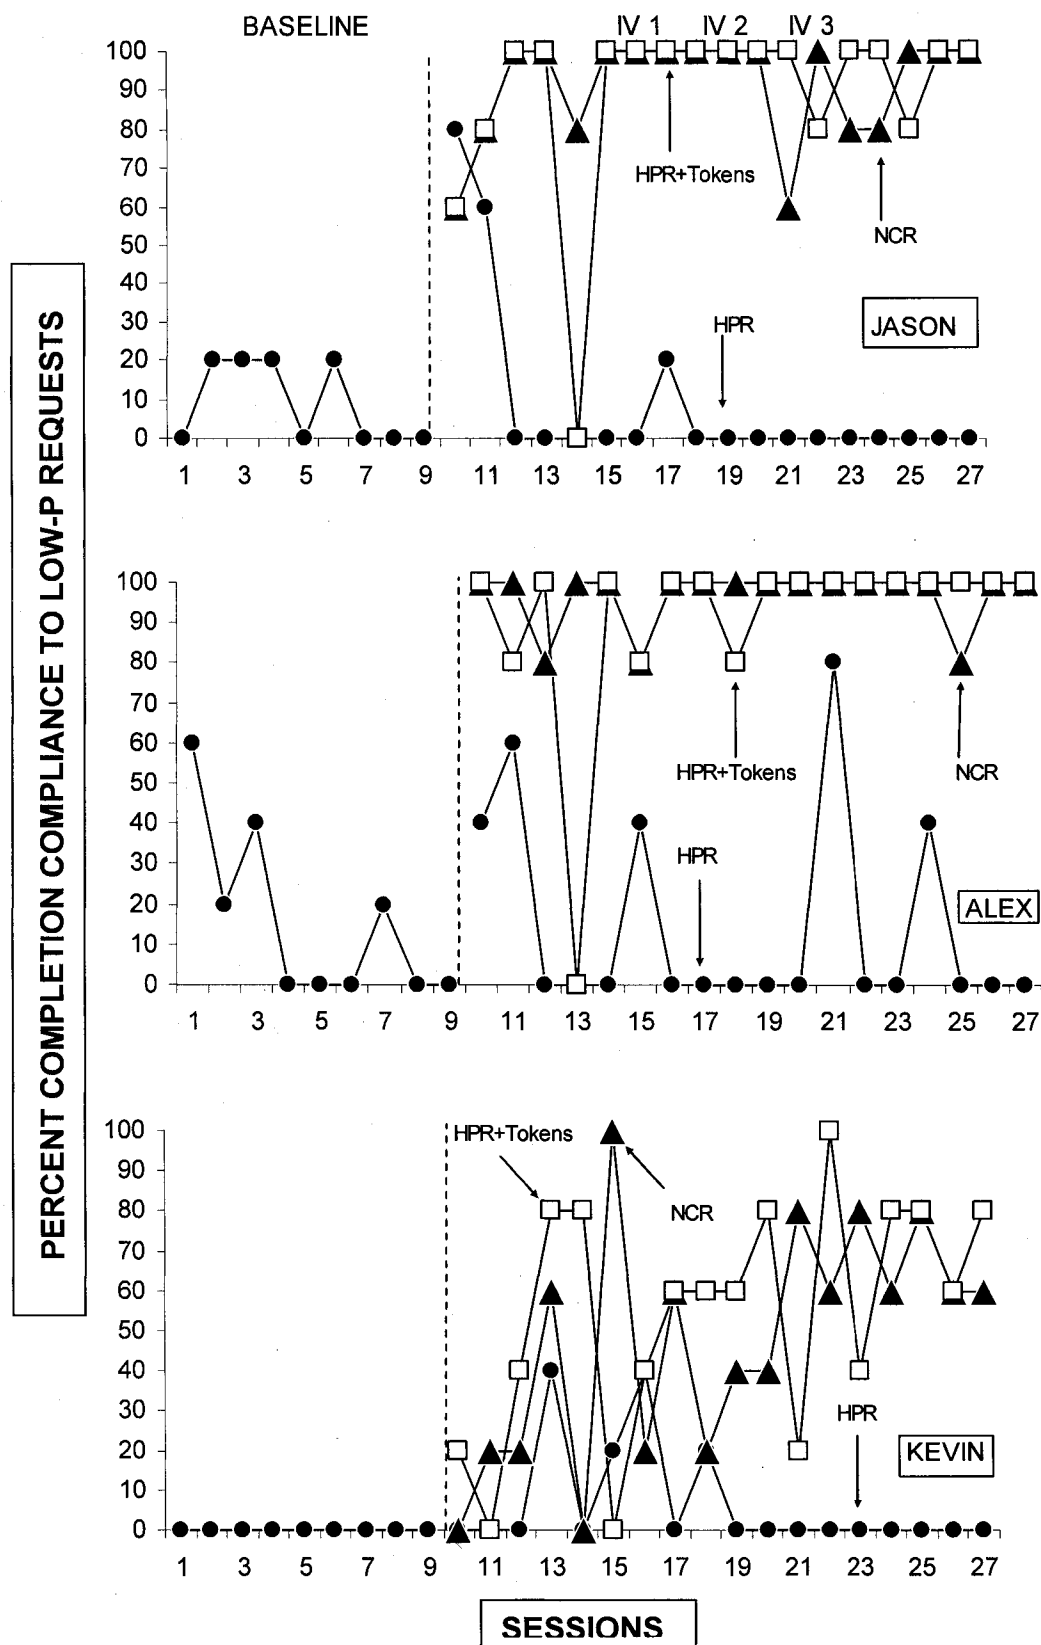 BASELINE IV 1 IV 2 IV 3
PERCENT COMPLETION COMPLIANCE TO LOW-P REQUESTS
100
90
80
70
60
50
40
30
20
10
0
HPR+Tokens
NCR
HPR
JASON
1 3 5 7 9 11 13 15 17 19 21 23 25 27
100
90
80
70
60
50
40
30
20
10
0
HPR+Tokens
NCR
HPR
ALEX
1 3 5 7 9 11 13 15 17 19 21 23 25 27
100
90
80
70
60
50
40
30
20
10
0
HPR+Tokens
NCR
HPR
KEVIN
1 3 5 7 9 11 13 15 17 19 21 23 25 27
SESSIONS